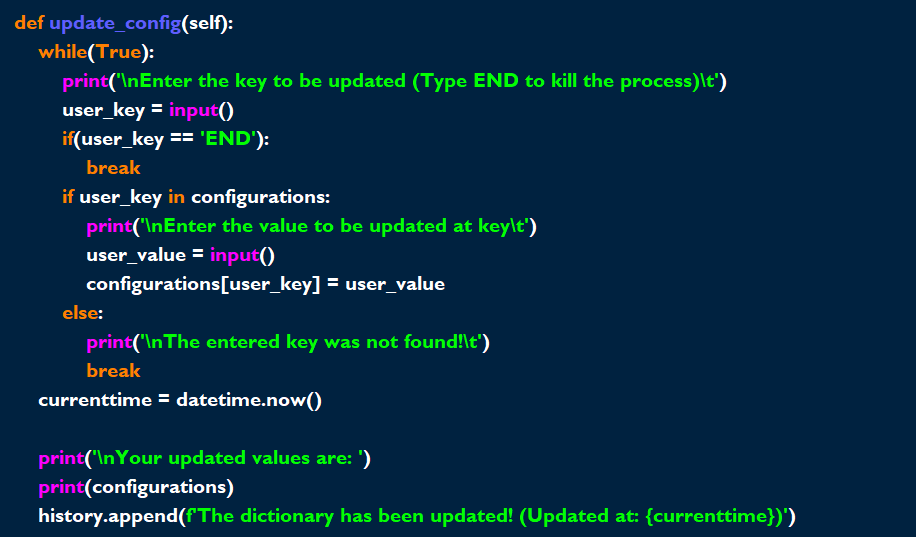 def update_config(self):
    while(True):
        print('\nEnter the key to be updated (Type END to kill the process)\t')
        user_key = input()
        if(user_key == 'END'):
            break
        if user_key in configurations:
            print('\nEnter the value to be updated at key\t')
            user_value = input()
            configurations[user_key] = user_value
        else:
            print('\nThe entered key was not found!\t')
            break
    currenttime = datetime.now()

    print('\nYour updated values are: ')
    print(configurations)
    history.append(f'The dictionary has been updated! (Updated at: {currenttime})')